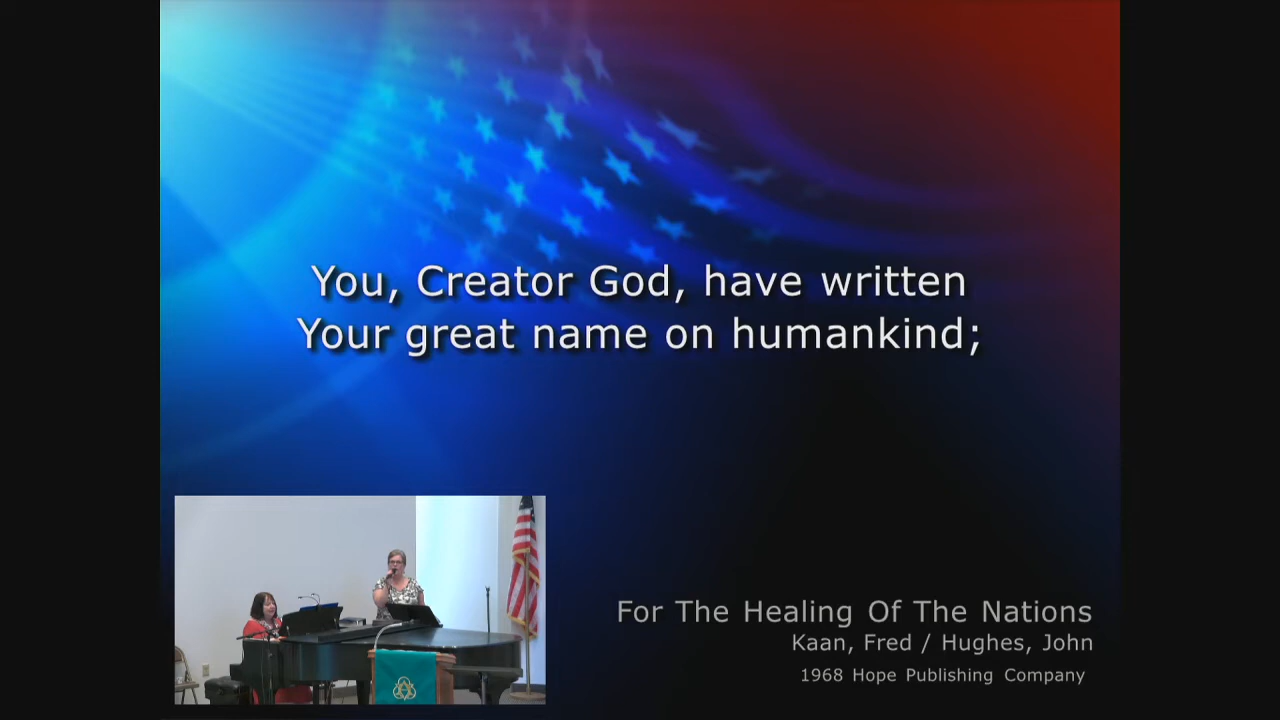 You, Creator God, have written
Your great name on humankind;
For The Healing Of The Nations
Kaan, Fred / Hughes, John
1968 Hope Publishing Company